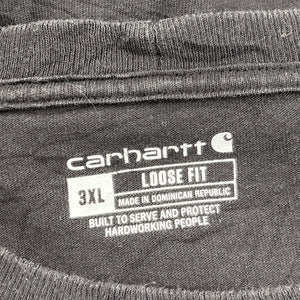 carhartt
3XL
LOOSE FIT
MADE IN DOMINICAN REPUBLIC
BUILT TO SERVE AND PROTECT
HARDWORKING PEOPLE